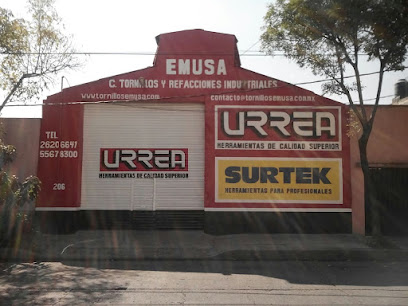 EMUSA
C. TORNILLOS Y REFACCIONES INDUSTRIALES
www.tornillosemusa.com
contacto@tornillosemusa.com.mx
TEL
2620 6697
5567 8300
206
URREA
HERRAMIENTAS DE CALIDAD SUPERIOR
URREA
HERRAMIENTAS DE CALIDAD SUPERIOR
SURTEK
HERRAMIENTAS PARA PROFESIONALES